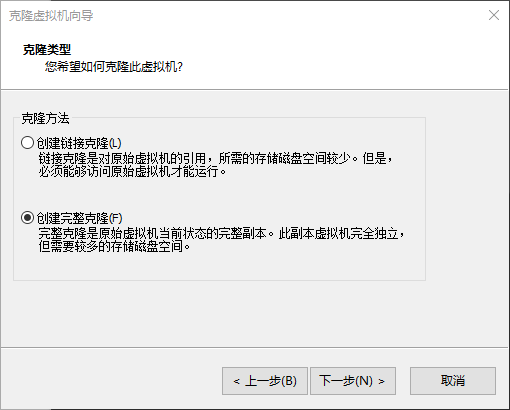 克隆虚拟机向导
克隆类型
您希望如何克隆此虚拟机?
克隆方法
创建链接克隆(L)
链接克隆是对原始虚拟机的引用，所需的存储磁盘空间较少。但是，
必须能够访问原始虚拟机才能运行。
创建完整克隆(F)
完整克隆是原始虚拟机当前状态的完整副本。此副本虚拟机完全独立，
但需要较多的存储磁盘空间。
< 上一步(B) 下一步(N) > 取消